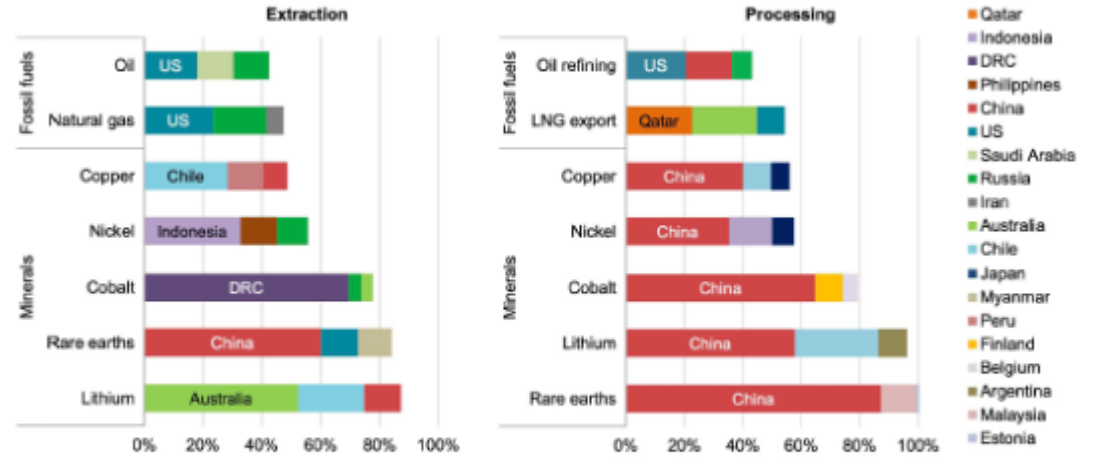 Extraction
Fossil fuels
Oil
US
Natural gas
US
Minerals
Copper
Chile
Nickel
Indonesia
Cobalt
DRC
Rare earths
China
Lithium
Australia
0% 20% 40% 60% 80% 100%
Processing
Fossil fuels
Oil refining
US
LNG export
Qatar
Minerals
Copper
China
Nickel
China
Cobalt
China
Lithium
China
Rare earths
China
0% 20% 40% 60% 80% 100%
Qatar
Indonesia
DRC
Philippines
China
US
Saudi Arabia
Russia
Iran
Australia
Chile
Japan
Myanmar
Peru
Finland
Belgium
Argentina
Malaysia
Estonia